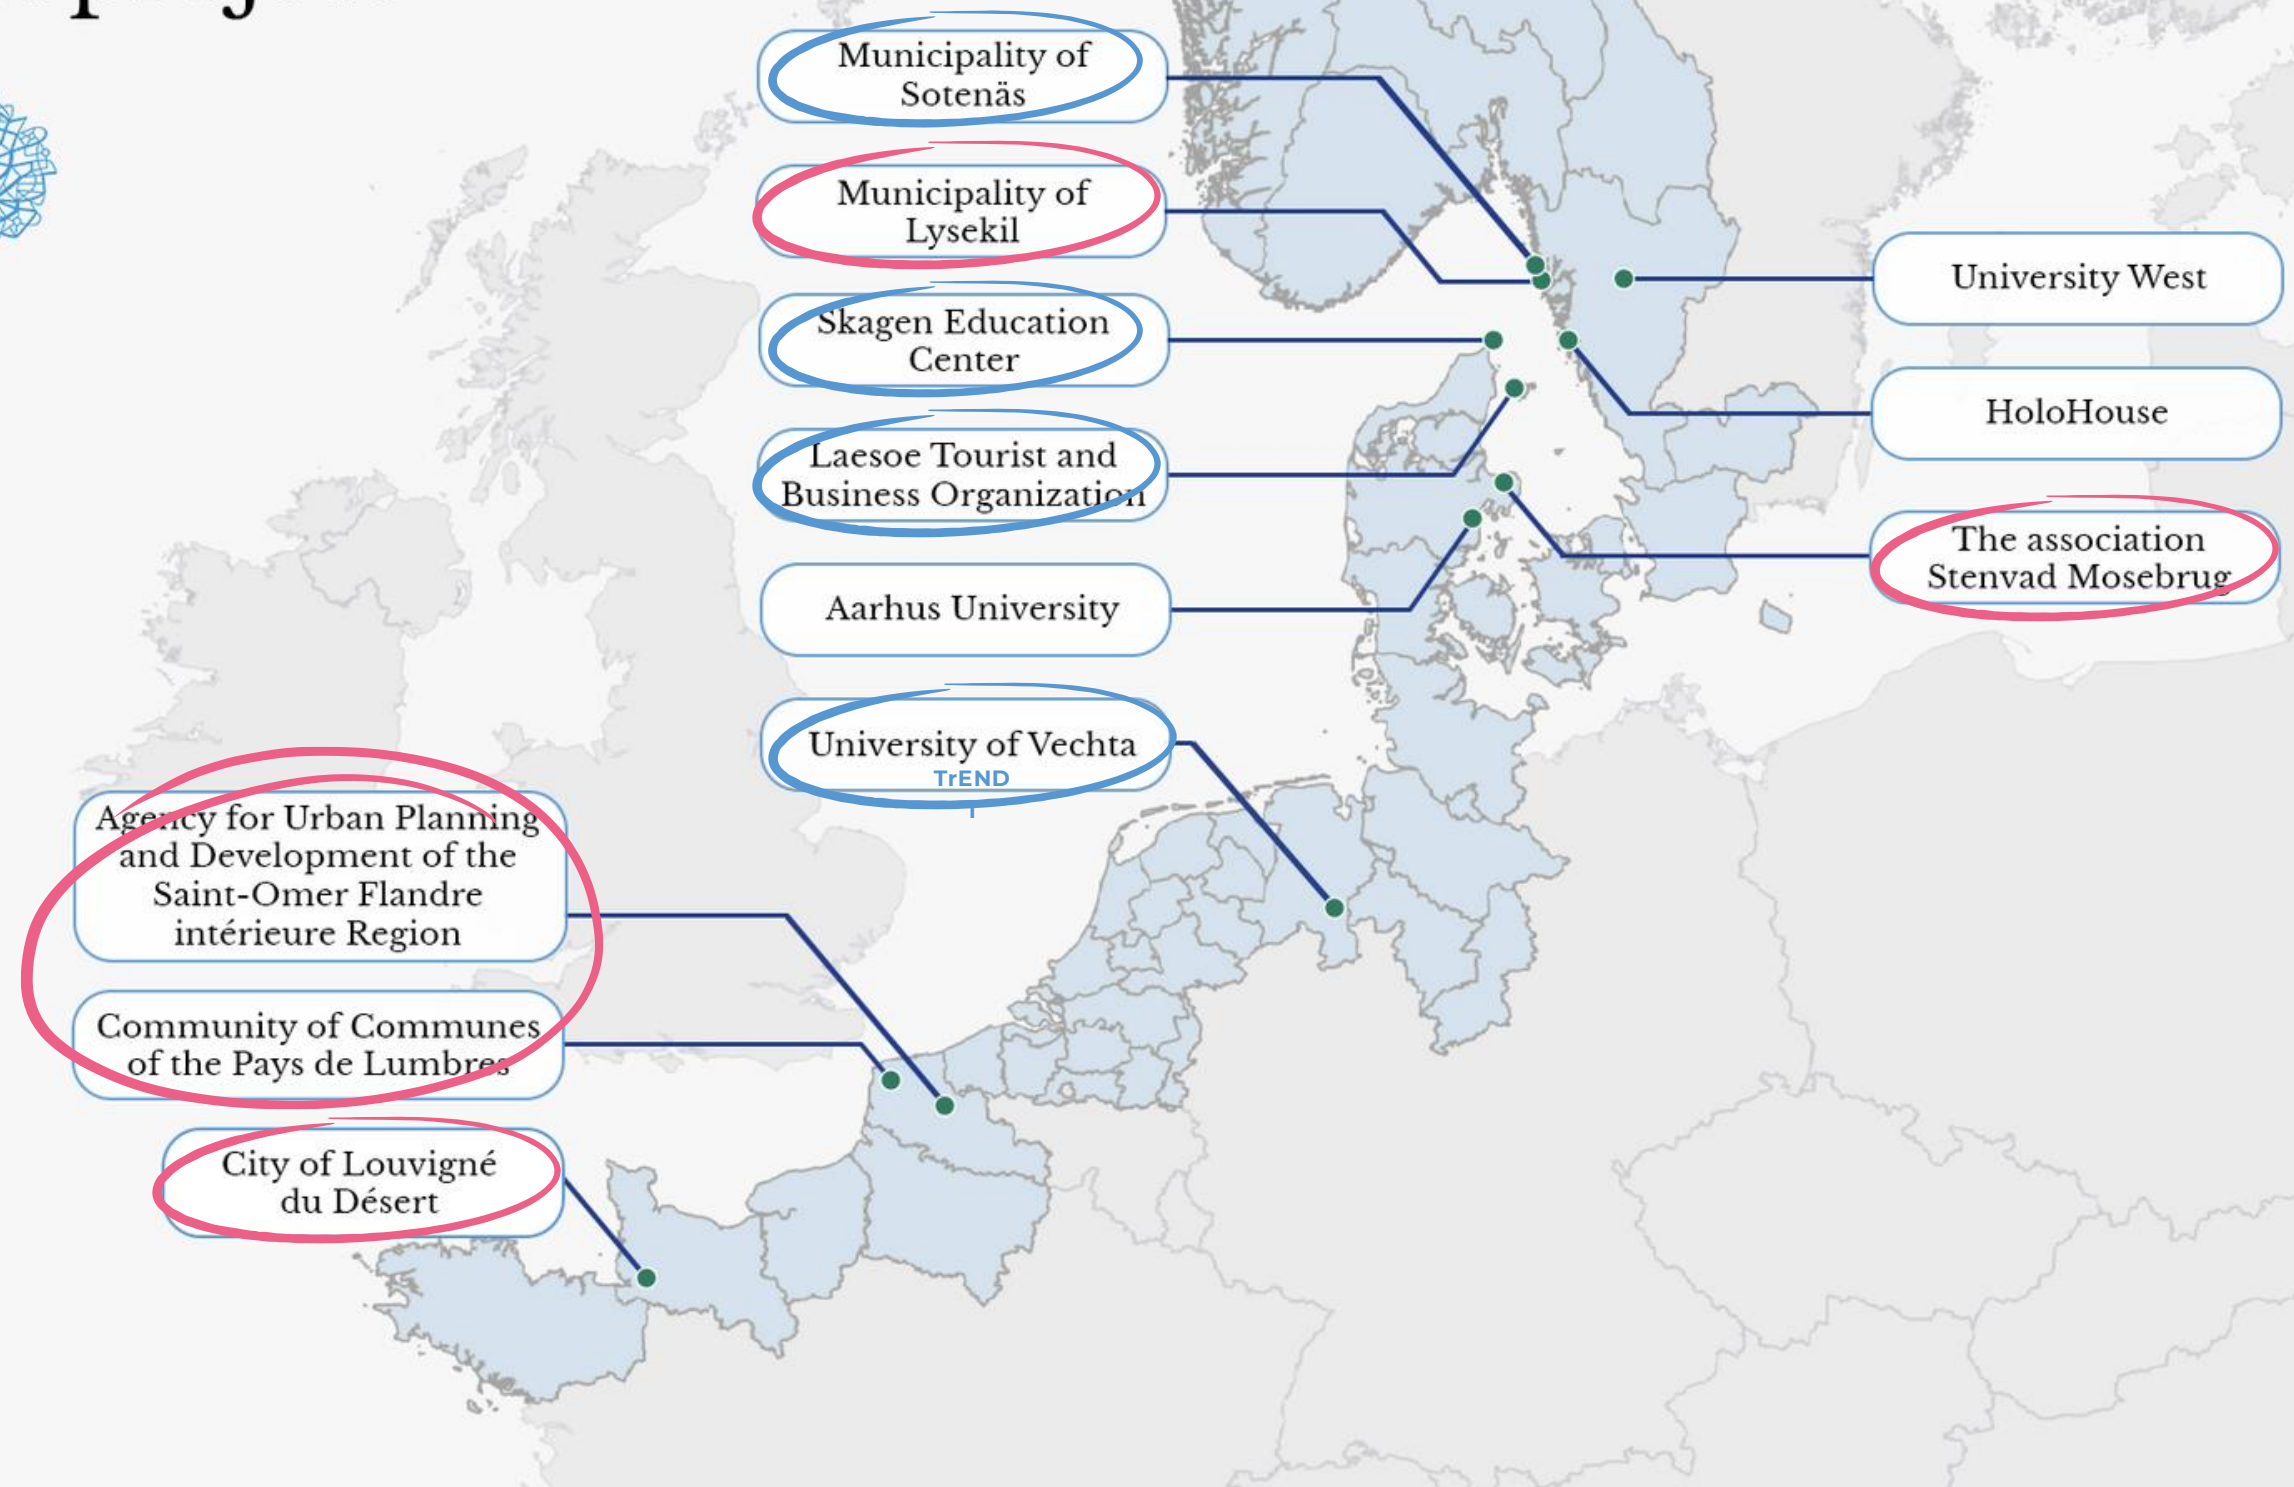 Municipality of
Sotenäs
Municipality of
Lysekil
Skagen Education
Center
Laesoe Tourist and
Business Organization
Aarhus University
University of Vechta
TrEND
University West
HoloHouse
The association
Stenvad Mosebrug
Agency for Urban Planning
and Development of the
Saint-Omer Flandre
intérieure Region
Community of Communes
of the Pays de Lumbres
City of Louvigné
du Désert